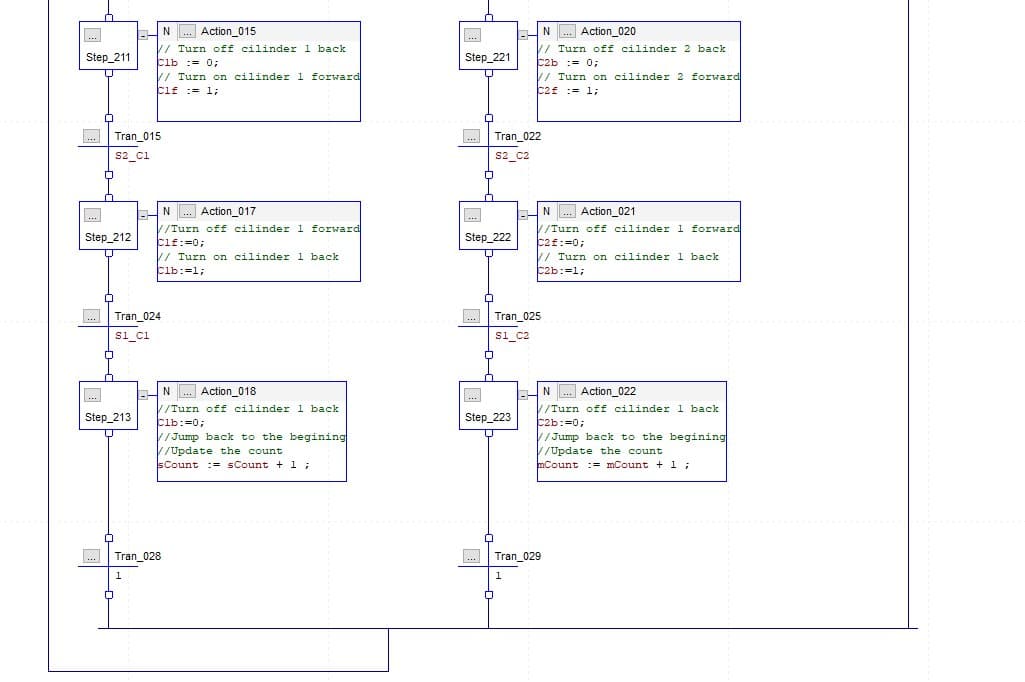 N ... Action_015
// Turn off cilinder 1 back
C1b := 0;
// Turn on cilinder 1 forward
C1f := 1;
...
Step_211
N ... Action_020
// Turn off cilinder 2 back
C2b := 0;
// Turn on cilinder 2 forward
C2f := 1;
...
Step_221
... Tran_015
S2_C1
... Tran_022
S2_C2
N ... Action_017
//Turn off cilinder 1 forward
C1f:=0;
// Turn on cilinder 1 back
C1b:=1;
...
Step_212
N ... Action_021
//Turn off cilinder 1 forward
C2f:=0;
// Turn on cilinder 1 back
C2b:=1;
...
Step_222
... Tran_024
S1_C1
... Tran_025
S1_C2
N ... Action_018
//Turn off cilinder 1 back
C1b:=0;
//Jump back to the begining
//Update the count
sCount := sCount + 1 ;
...
Step_213
N ... Action_022
//Turn off cilinder 1 back
C2b:=0;
//Jump back to the begining
//Update the count
mCount := mCount + 1 ;
...
Step_223
... Tran_028
1
... Tran_029
1